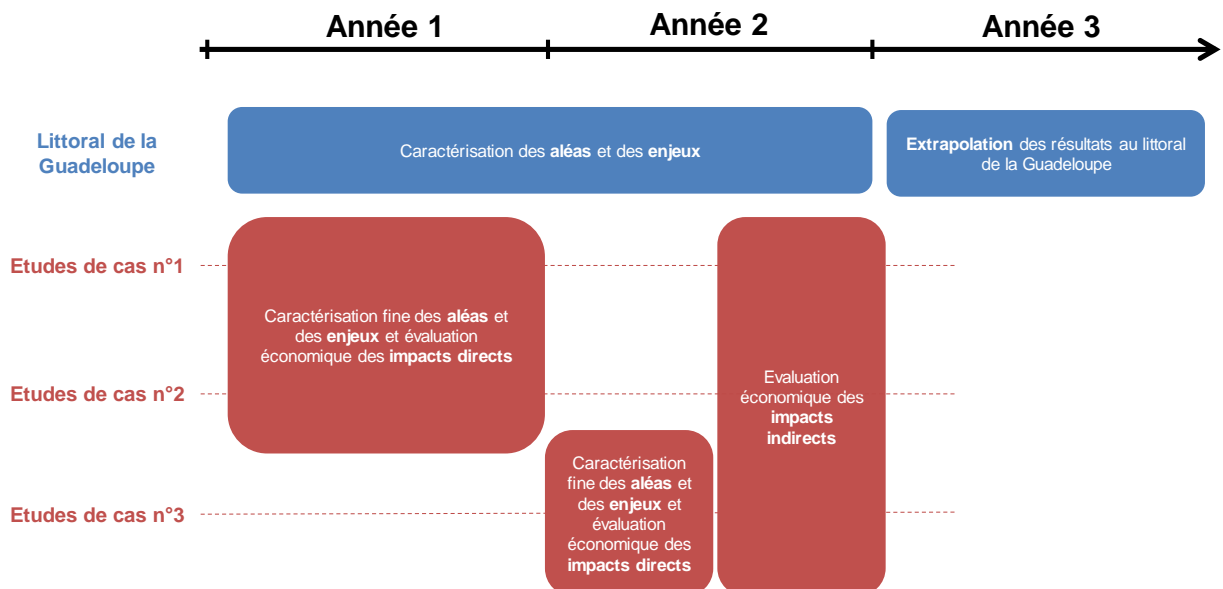 Année 1
Année 2
Année 3
Littoral de la
Guadeloupe
Caractérisation des aléas et des enjeux
Extrapolation des résultats au littoral
de la Guadeloupe
Etudes de cas n°1
Caractérisation fine des aléas et
des enjeux et évaluation
économique des impacts directs
Etudes de cas n°2
Evaluation
économique des
impacts
indirects
Etudes de cas n°3
Caractérisation
fine des aléas et
des enjeux et
évaluation
économique des
impacts directs